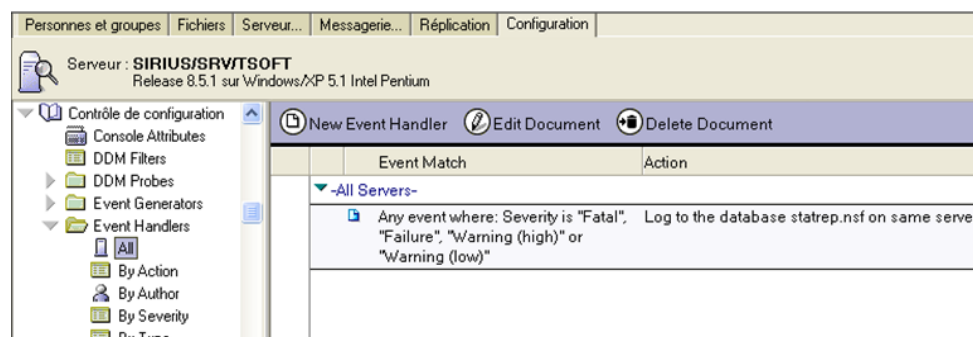 Personnes et groupes Fichiers Serveur... Messagerie... Réplication Configuration
Serveur : SIRIUS/SRV/TSOFT
Release 8.5.1 sur Windows/XP 5.1 Intel Pentium
Contrôle de configuration
Console Attributes
DDM Filters
DDM Probes
Event Generators
Event Handlers
All
By Action
By Author
By Severity
By Type
New Event Handler Edit Document Delete Document
Event Match Action
-All Servers-
Any event where: Severity is "Fatal", Log to the database statrep.nsf on same serve
"Failure", "Warning (high)" or
"Warning (low)"